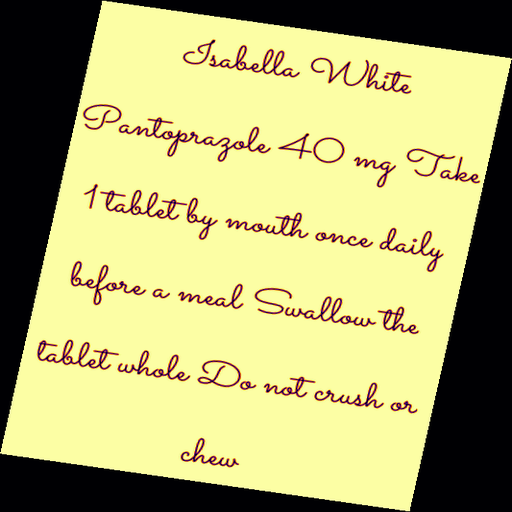 Isabella White
Pantoprazole 40 mg Take
1 tablet by mouth once daily
before a meal Swallow the
tablet whole Do not crush or
chew